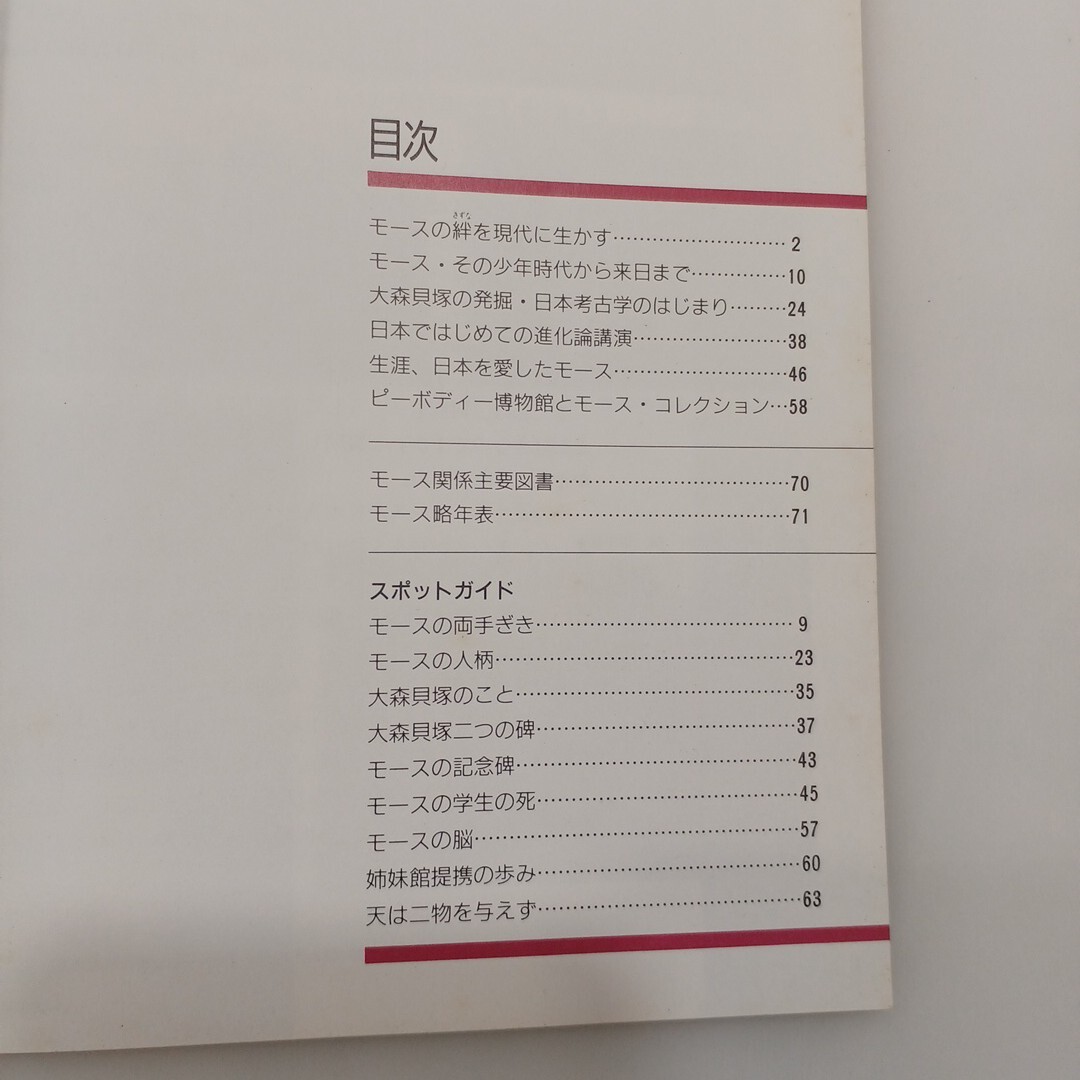 目次
モースの絆を現代に生かす……………………… 2
きずな
モース・その少年時代から来日まで……………10
大森貝塚の発掘・日本考古学のはじまり………24
日本ではじめての進化論講演……………………38
生涯、日本を愛したモース………………………46
ピーボディー博物館とモース・コレクション…58
モース関係主要図書………………………………70
モース略年表………………………………………71
スポットガイド
モースの両手ぎき…………………………………… 9
モースの人柄…………………………………………23
大森貝塚のこと………………………………………35
大森貝塚二つの碑……………………………………37
モースの記念碑………………………………………43
モースの学生の死……………………………………45
モースの脳……………………………………………57
姉妹館提携の歩み……………………………………60
天は二物を与えず……………………………………63